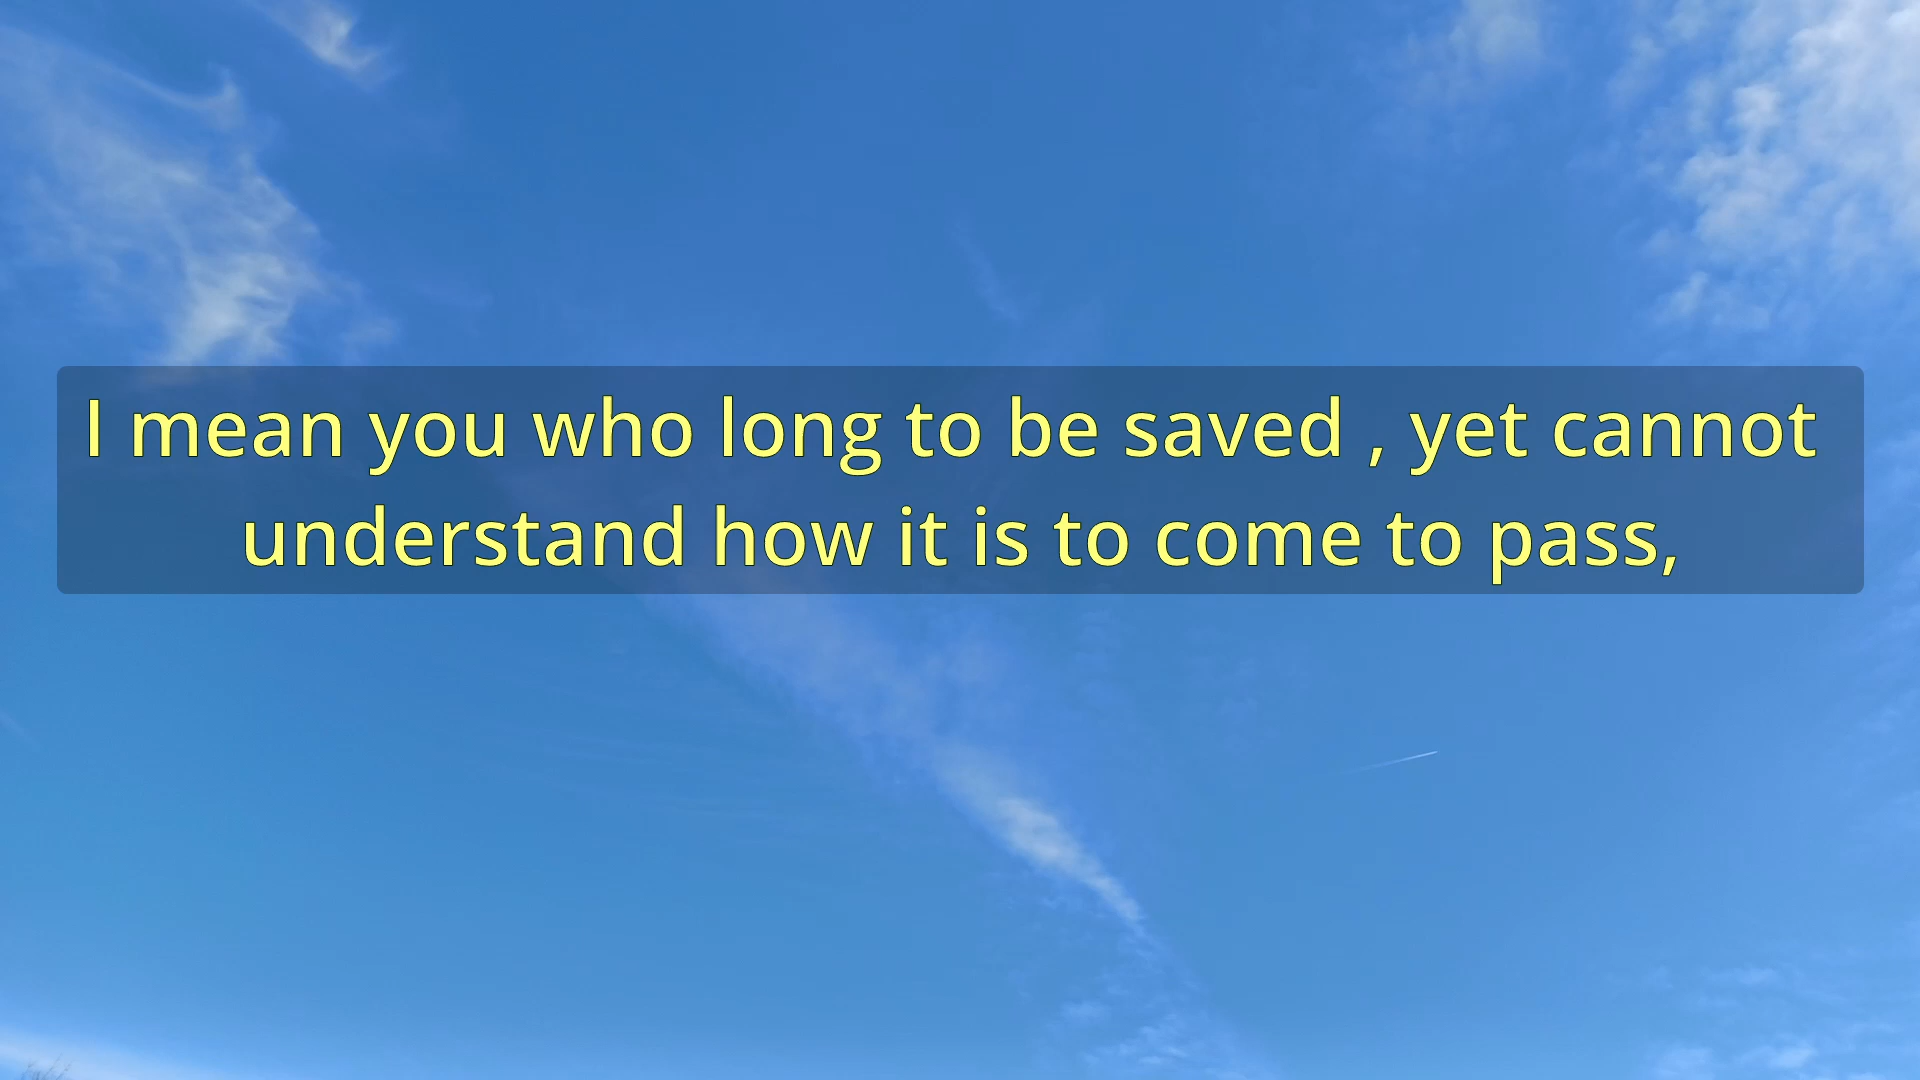 I mean you who long to be saved , yet cannot
understand how it is to come to pass,